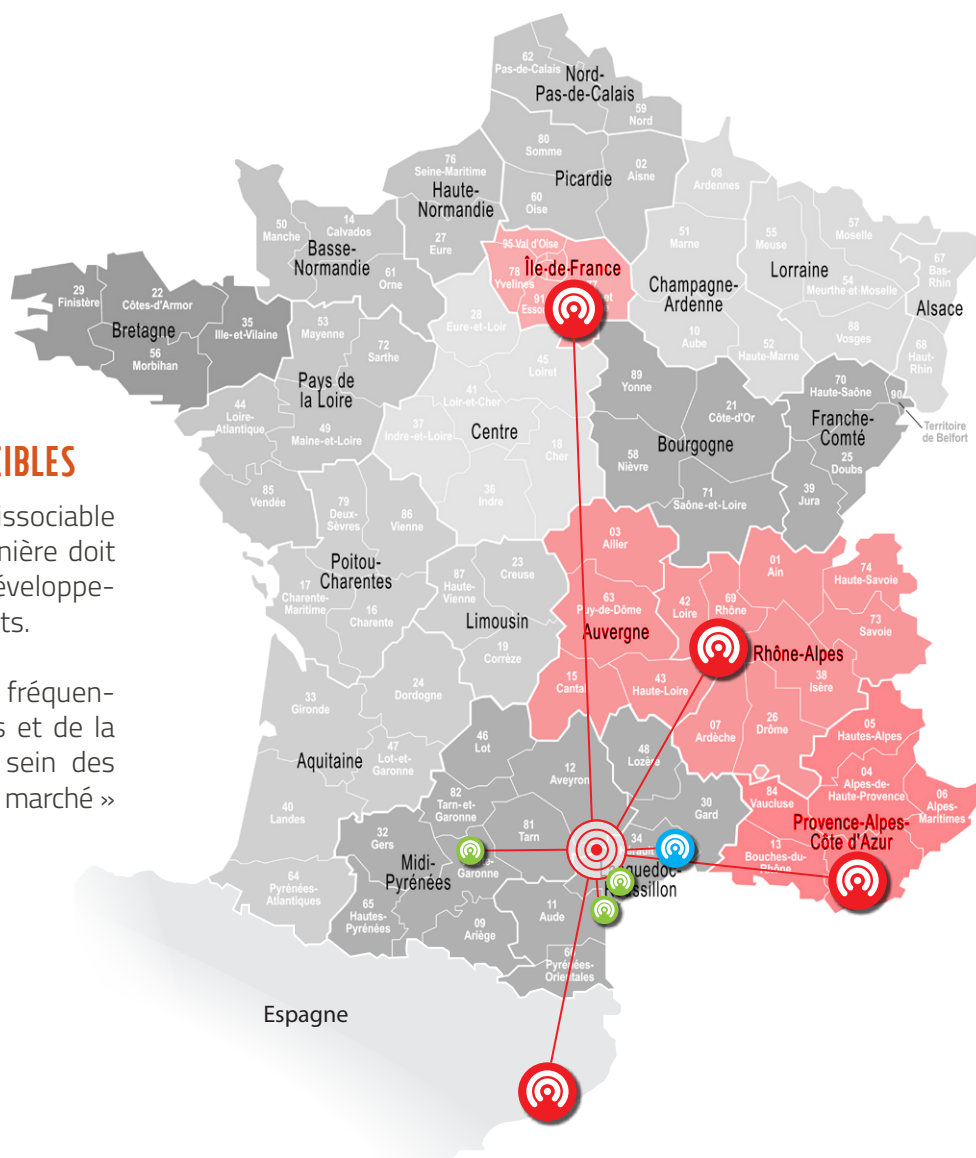 62
Pas-de-Calais
Nord-
Pas-de-Calais
59
Nord
80
Somme
02
Aisne
Picardie
60
Oise
76
Seine-Maritime
Haute-
Normandie
27
Eure
08
Ardennes
51
Marne
Champagne-
Ardenne
10
Aube
52
Haute-Marne
55
Meuse
57
Moselle
Lorraine
54
Meurthe-et-Moselle
88
Vosges
67
Bas-
Rhin
Alsace
68
Haut-
Rhin
50
Manche
14
Calvados
Basse-
Normandie
61
Orne
95 Val d'Oise
Île-de-France
78
Yvelines
91
29
Finistère
22
Côtes-d'Armor
Bretagne
35
Ille-et-Vilaine
56
Morbihan
53
Mayenne
72
Sarthe
Pays de
la Loire
44
Loire-
Atlantique
49
Maine-et-Loire
85
Vendée
28
Eure-et-Loir
45
Loiret
41
Loir-et-Cher
37
Indre-et-Loire
Centre
18
Cher
36
Indre
89
Yonne
21
Côte-d'Or
Bourgogne
58
Nièvre
71
Saône-et-Loire
70
Haute-Saône
90
Territoire
de Belfort
Franche-
Comté
25
Doubs
39
Jura
IBLES
issociable
nière doit
éveloppe-
ts.
fréquen-
s et de la
sein des
marché »
79
Deux-
Sèvres
86
Vienne
Poitou-
Charentes
17
Charente-
Maritime
16
Charente
87
Haute-
Vienne
23
Creuse
Limousin
19
Corrèze
03
Allier
63
Puy-de-Dôme
Auvergne
15
Cantal
43
Haute-Loire
01
Ain
74
Haute-Savoie
42
Loire
69
Rhône
73
Savoie
Rhône-Alpes
38
Isère
07
Ardèche
26
Drôme
24
Dordogne
33
Gironde
47
Lot-et-
Garonne
Aquitaine
40
Landes
64
Pyrénées-
Atlantiques
46
Lot
12
Aveyron
82
Tarn-et-
Garonne
81
Tarn
32
Gers
Midi-
Pyrénées
Garonne
65
Hautes-
Pyrénées
09
Ariège
48
Lozère
30
Gard
34
11
Aude
66
Pyrénées-
Orientales
05
Hautes-Alpes
04
Alpes-de-
Haute-Provence
06
Alpes-
Maritimes
84
Vaucluse
Provence-Alpes-
Côte d'Azur
13
Bouches-du-
Rhône
Espagne